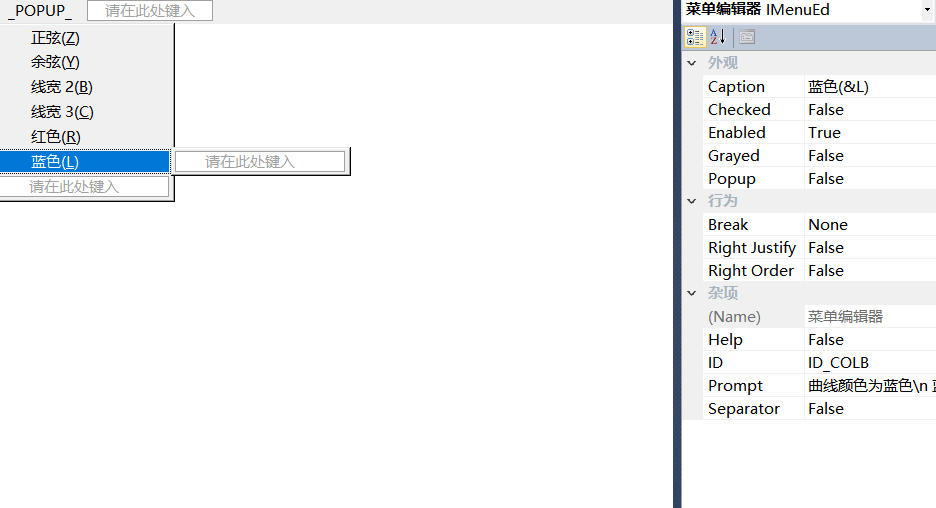 _POPUP_ 请在此处键入
正弦(Z)
余弦(Y)
线宽 2(B)
线宽 3(C)
红色(R)
蓝色(L) 请在此处键入
请在此处键入
菜单编辑器 IMenuEd
外观
Caption 蓝色(&L)
Checked False
Enabled True
Grayed False
Popup False
行为
Break None
Right Justify False
Right Order False
杂项
(Name) 菜单编辑器
Help False
ID ID_COLB
Prompt 曲线颜色为蓝色\n
Separator False